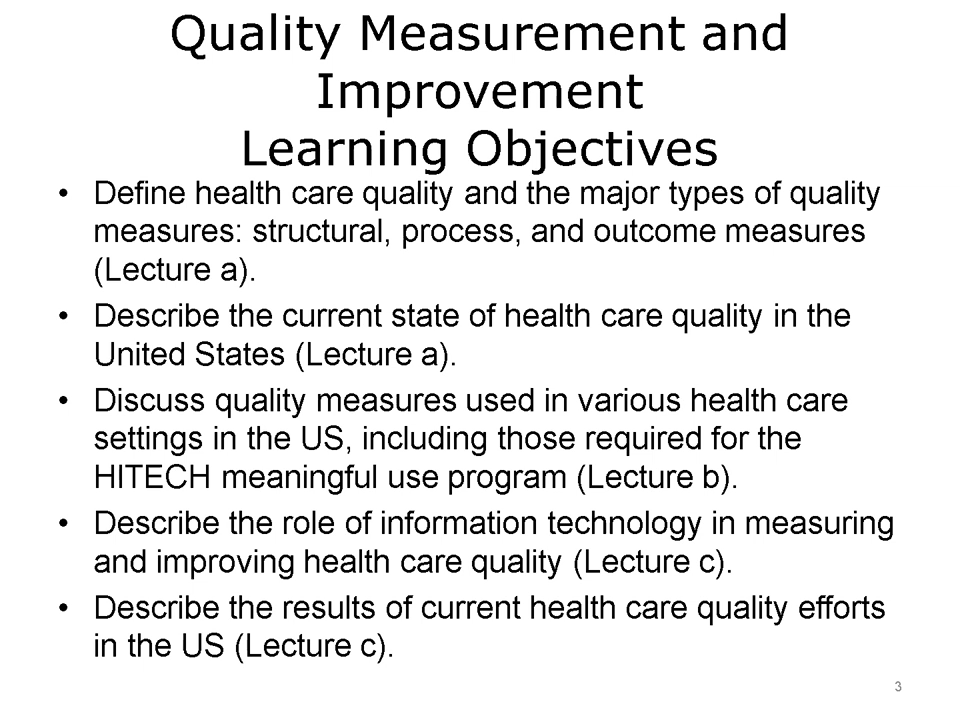 Quality Measurement and
Improvement
Learning Objectives
• Define health care quality and the major types of quality
measures: structural, process, and outcome measures
(Lecture a).
• Describe the current state of health care quality in the
United States (Lecture a).
• Discuss quality measures used in various health care
settings in the US, including those required for the
HITECH meaningful use program (Lecture b).
• Describe the role of information technology in measuring
and improving health care quality (Lecture c).
• Describe the results of current health care quality efforts
in the US (Lecture c).
3